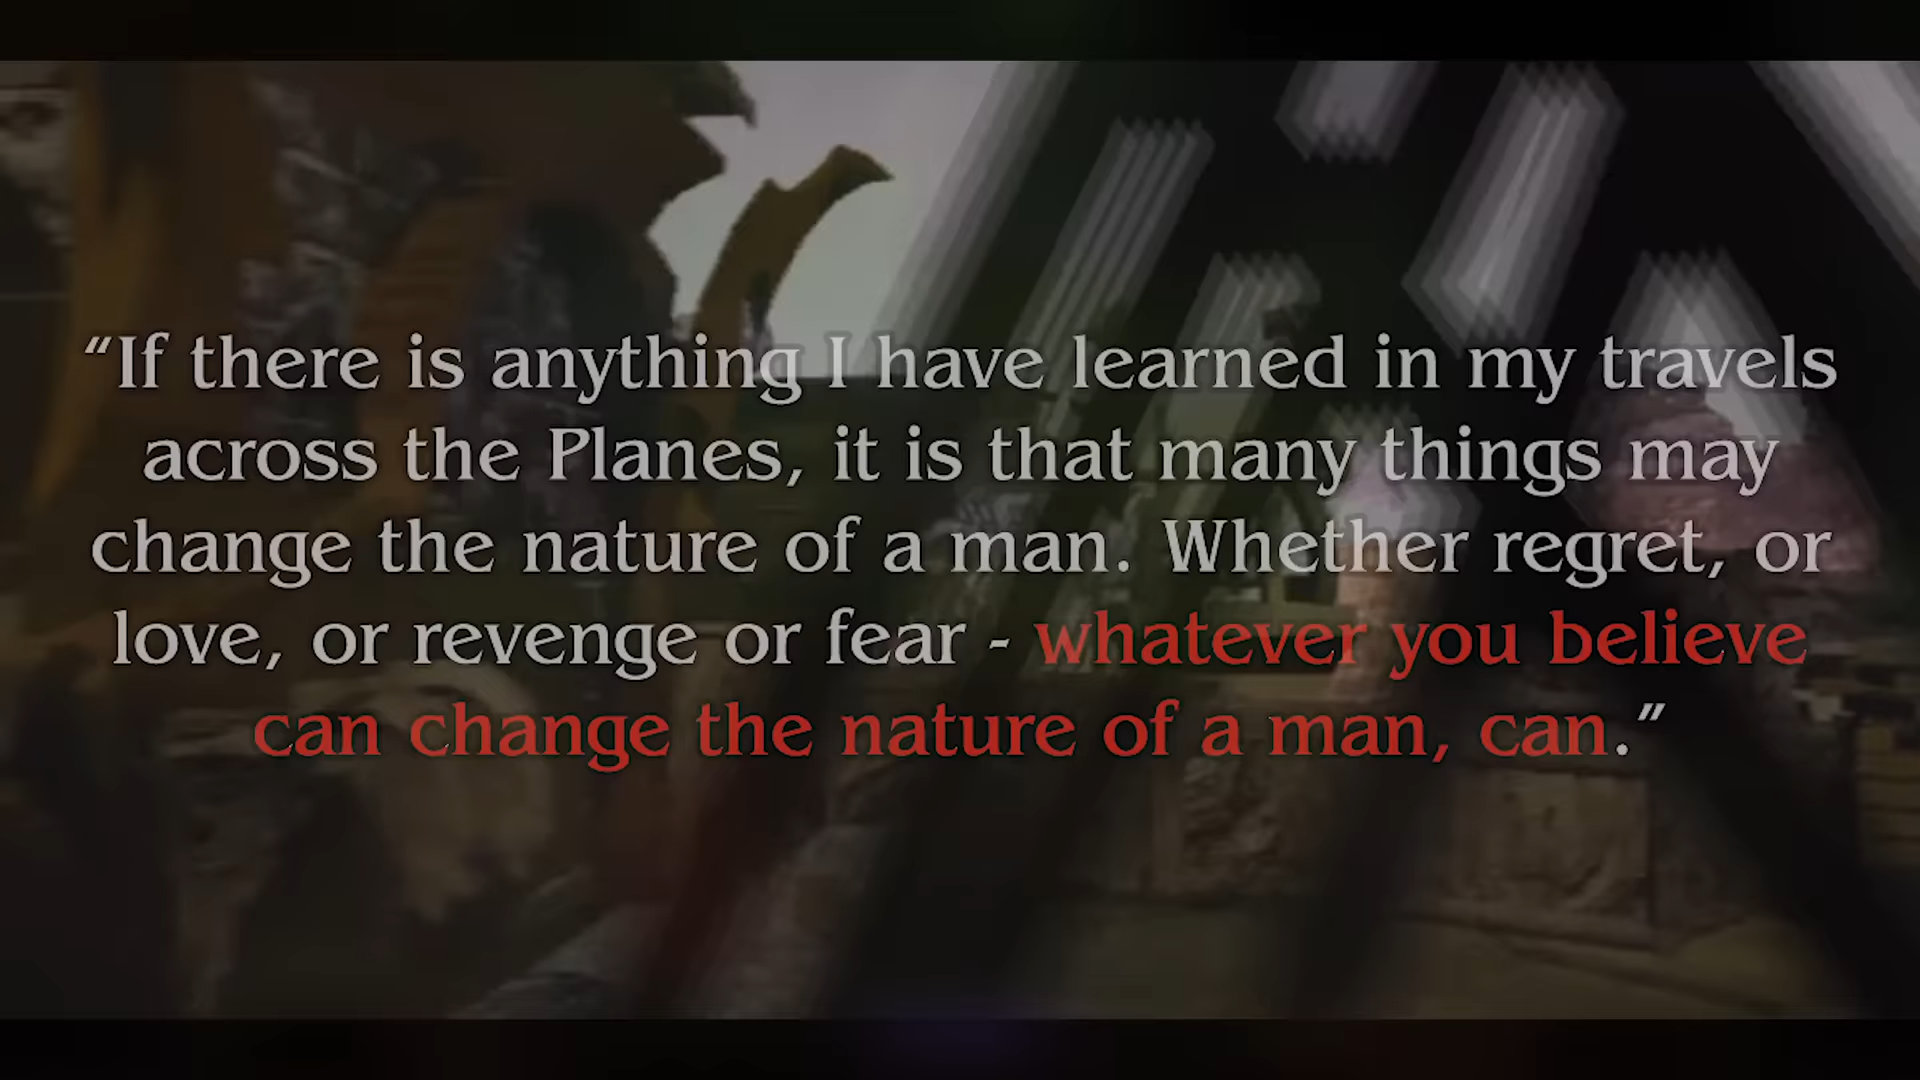 “If there is anything I have learned in my travels
across the Planes, it is that many things may
change the nature of a man. Whether regret, or
love, or revenge or fear - whatever you believe
can change the nature of a man, can.”